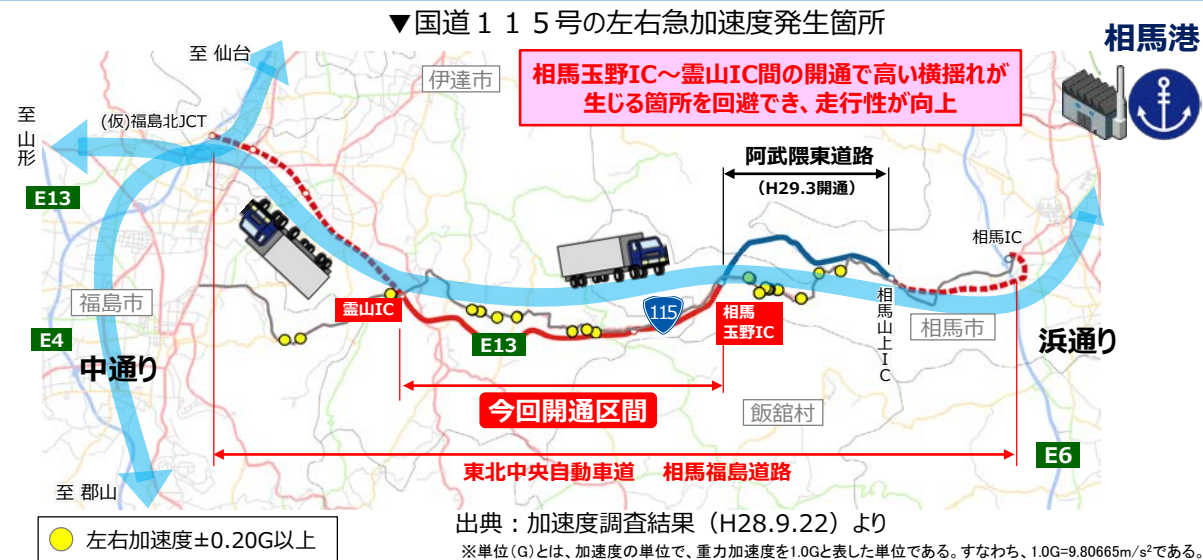 ▼国道１１５号の左右急加速度発生箇所
相馬港
至 仙台
伊達市
相馬玉野IC～霊山IC間の開通で高い横揺れが
生じる箇所を回避でき、走行性が向上
至 山形
(仮)福島北JCT
阿武隈東道路
(H29.3開通)
E13
相馬IC
福島市
霊山IC
115
相馬
玉野IC
相馬山上IC
相馬市
E4
E13
中通り
浜通り
今回開通区間
飯舘村
E6
東北中央自動車道　相馬福島道路
至 郡山
左右加速度±0.20G以上
出典：加速度調査結果（H28.9.22）より
※単位（G）とは、加速度の単位で、重力加速度を1.0Gと表した単位である。すなわち、1.0G=9.80665m/s²である。